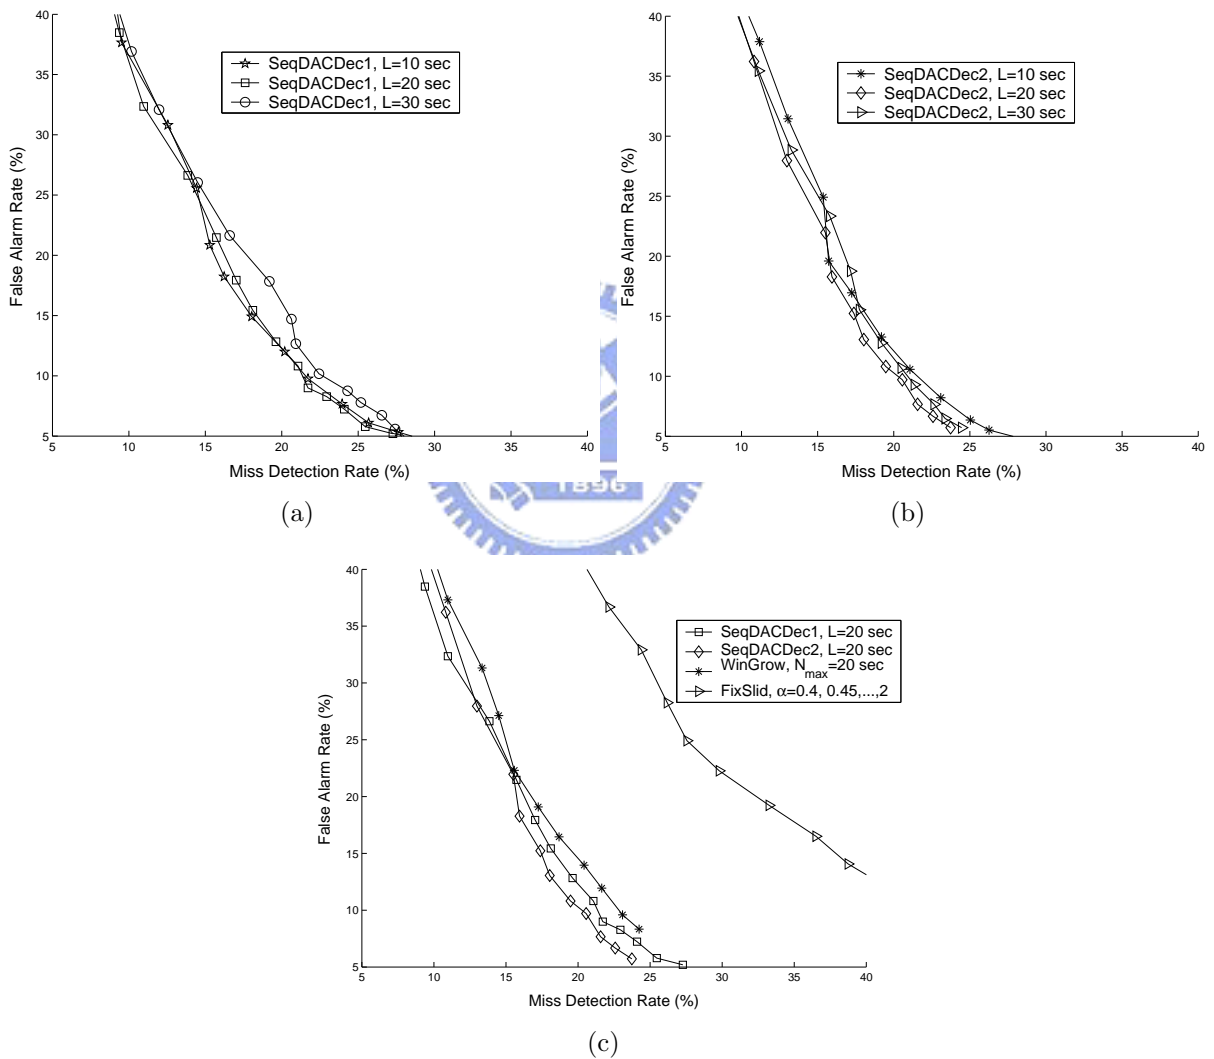 40
35
30
25
20
15
10
5
5
10
15
20
25
30
35
40
False Alarm Rate (%)
Miss Detection Rate (%)
SeqDACDec1, L=10 sec
SeqDACDec1, L=20 sec
SeqDACDec1, L=30 sec
(a)
40
35
30
25
20
15
10
5
5
10
15
20
25
30
35
40
False Alarm Rate (%)
Miss Detection Rate (%)
SeqDACDec2, L=10 sec
SeqDACDec2, L=20 sec
SeqDACDec2, L=30 sec
(b)
1896
40
35
30
25
20
15
10
5
5
10
15
20
25
30
35
40
False Alarm Rate (%)
Miss Detection Rate (%)
SeqDACDec1, L=20 sec
SeqDACDec2, L=20 sec
WinGrow, N_max=20 sec
FixSlid, α=0.4, 0.45,...,2
(c)